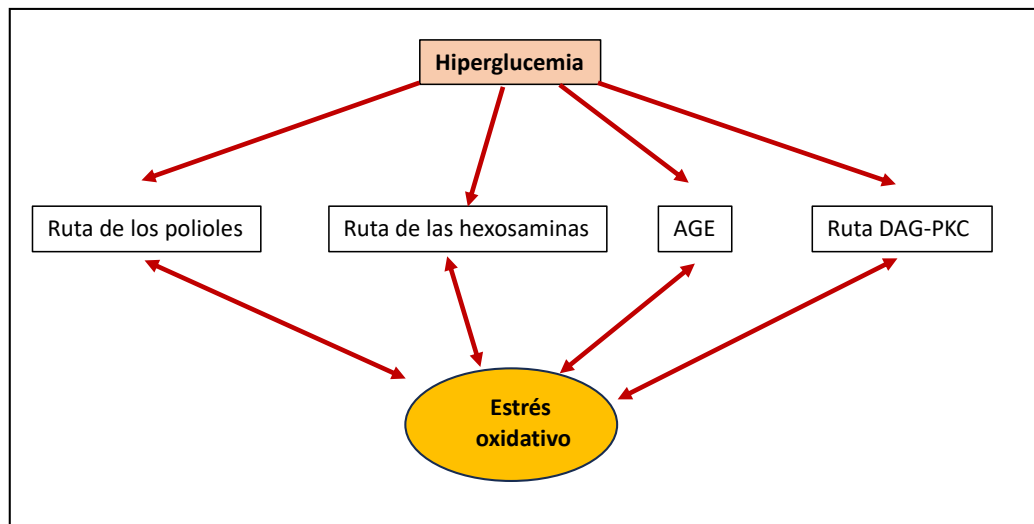 Hiperglucemia
Ruta de los polioles
Ruta de las hexosaminas
AGE
Ruta DAG-PKC
Estrés
oxidativo